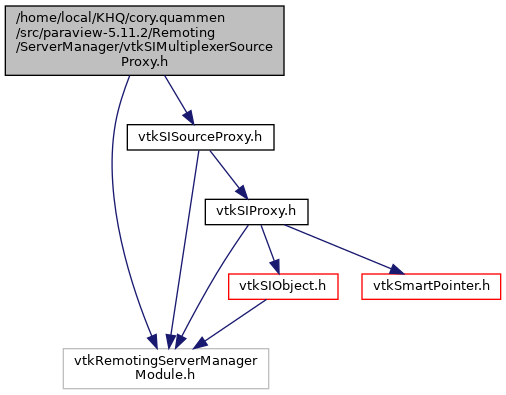 /home/local/KHQ/cory.quammen
/src/paraview-5.11.2/Remoting
/ServerManager/vtkSIMultiplexerSource
Proxy.h
vtkSISourceProxy.h
vtkSIProxy.h
vtkSIObject.h
vtkSmartPointer.h
vtkRemotingServerManager
Module.h